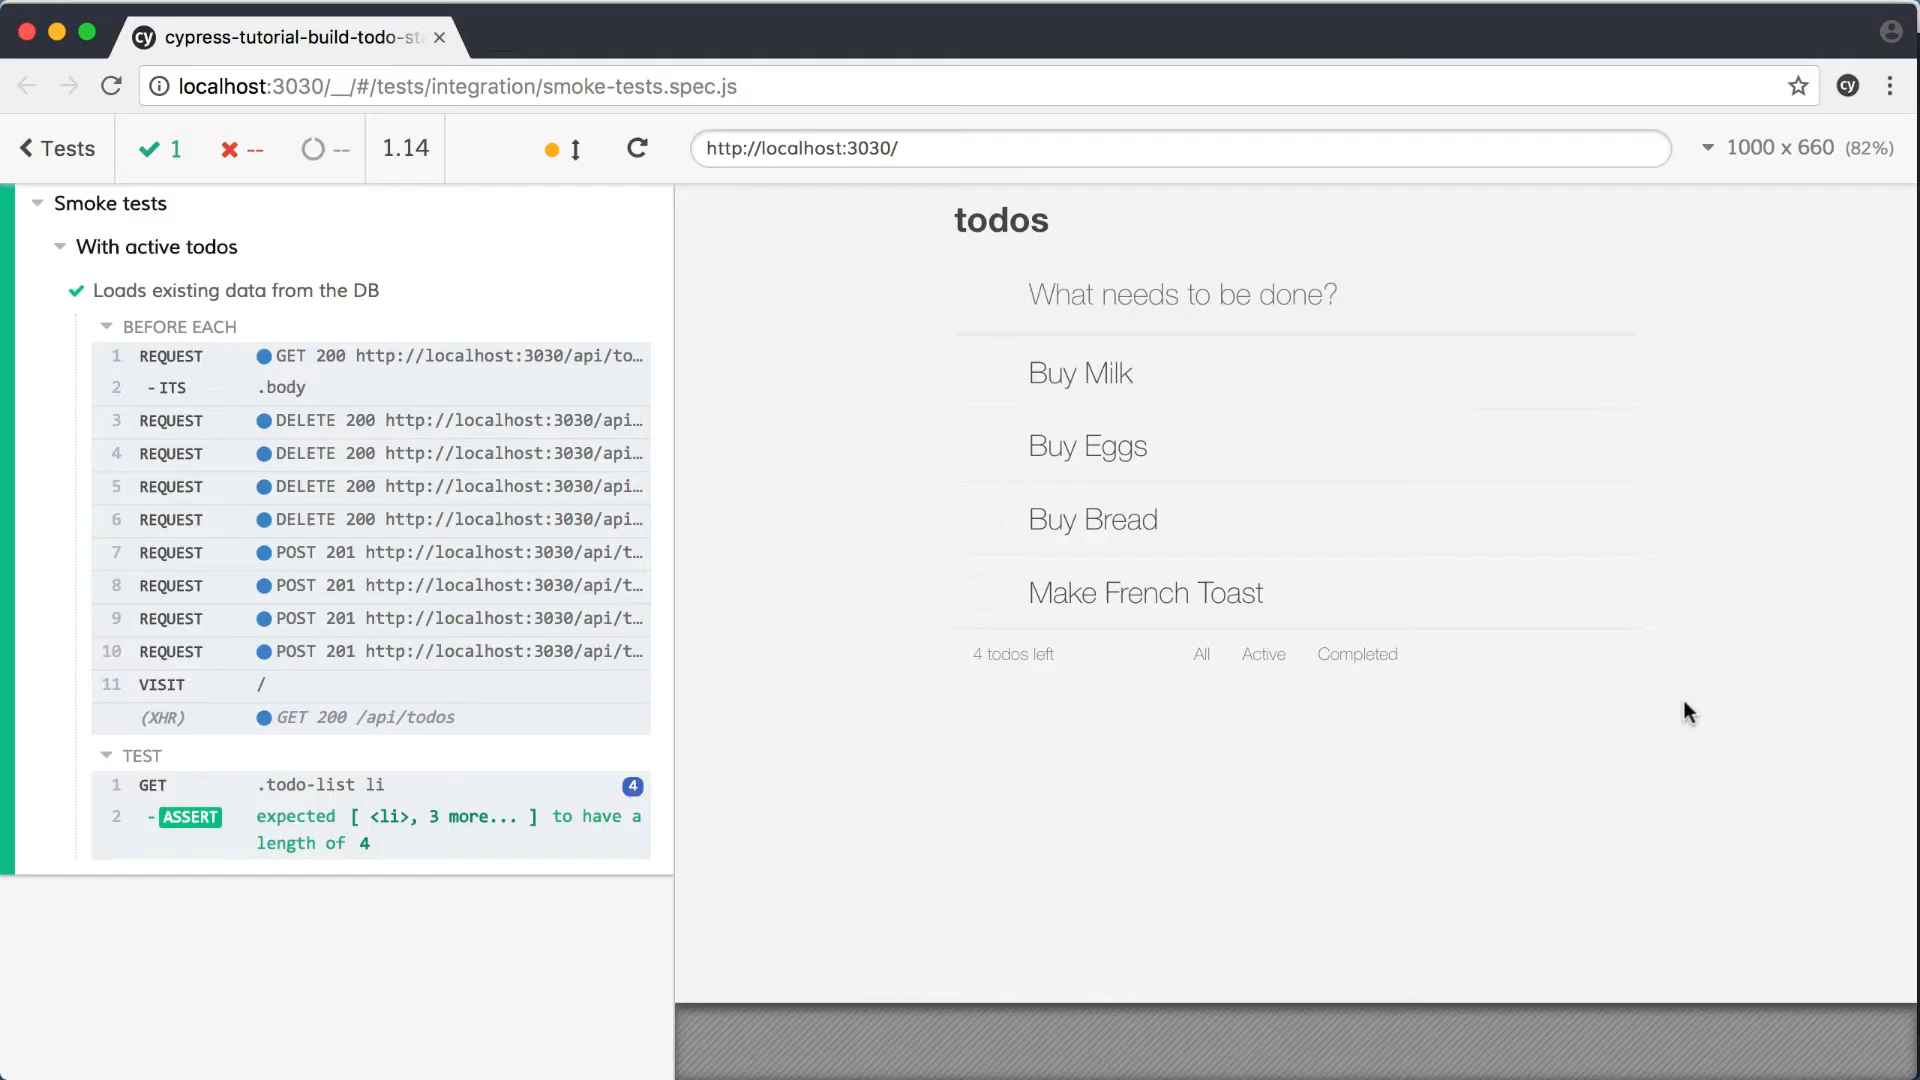 cy cypress-tutorial-build-todo-st
localhost:3030/__/#/tests/integration/smoke-tests.spec.js
cy
Tests
1
--
--
1.14
http://localhost:3030/
1000 x 660 (82%)
Smoke tests
With active todos
Loads existing data from the DB
BEFORE EACH
1 REQUEST GET 200 http://localhost:3030/api/to...
2 - ITS .body
3 REQUEST DELETE 200 http://localhost:3030/api...
4 REQUEST DELETE 200 http://localhost:3030/api...
5 REQUEST DELETE 200 http://localhost:3030/api...
6 REQUEST DELETE 200 http://localhost:3030/api...
7 REQUEST POST 201 http://localhost:3030/api/t...
8 REQUEST POST 201 http://localhost:3030/api/t...
9 REQUEST POST 201 http://localhost:3030/api/t...
10 REQUEST POST 201 http://localhost:3030/api/t...
11 VISIT /
(XHR) GET 200 /api/todos
TEST
1 GET .todo-list li 4
2 - ASSERT expected [ <li>, 3 more... ] to have a
length of 4
todos
What needs to be done?
Buy Milk
Buy Eggs
Buy Bread
Make French Toast
4 todos left All Active Completed